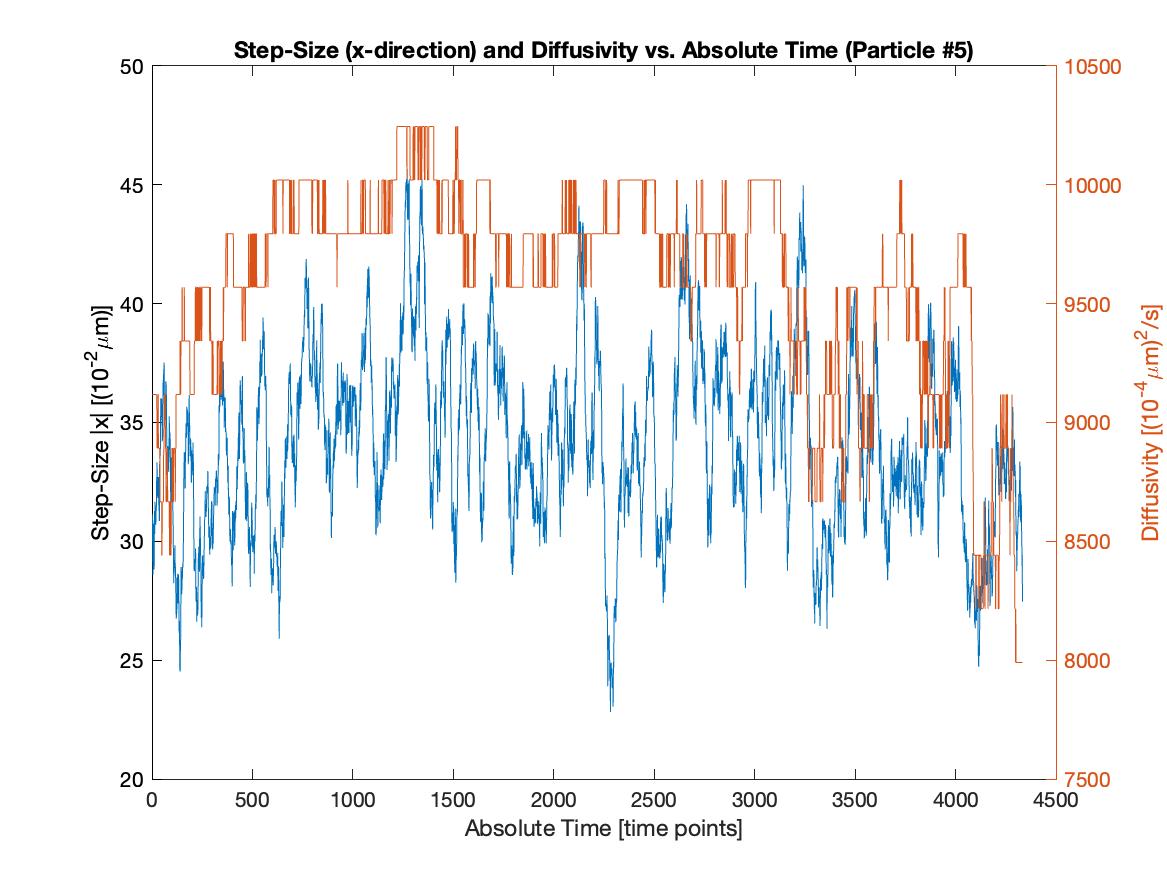 Step-Size (x-direction) and Diffusivity vs. Absolute Time (Particle #5)
50
45
40
35
30
25
20
Step-Size |x| [(10⁻² μm)]
10500
10000
9500
9000
8500
8000
7500
Diffusivity [(10⁻⁴ μm)²/s]
0 500 1000 1500 2000 2500 3000 3500 4000 4500
Absolute Time [time points]